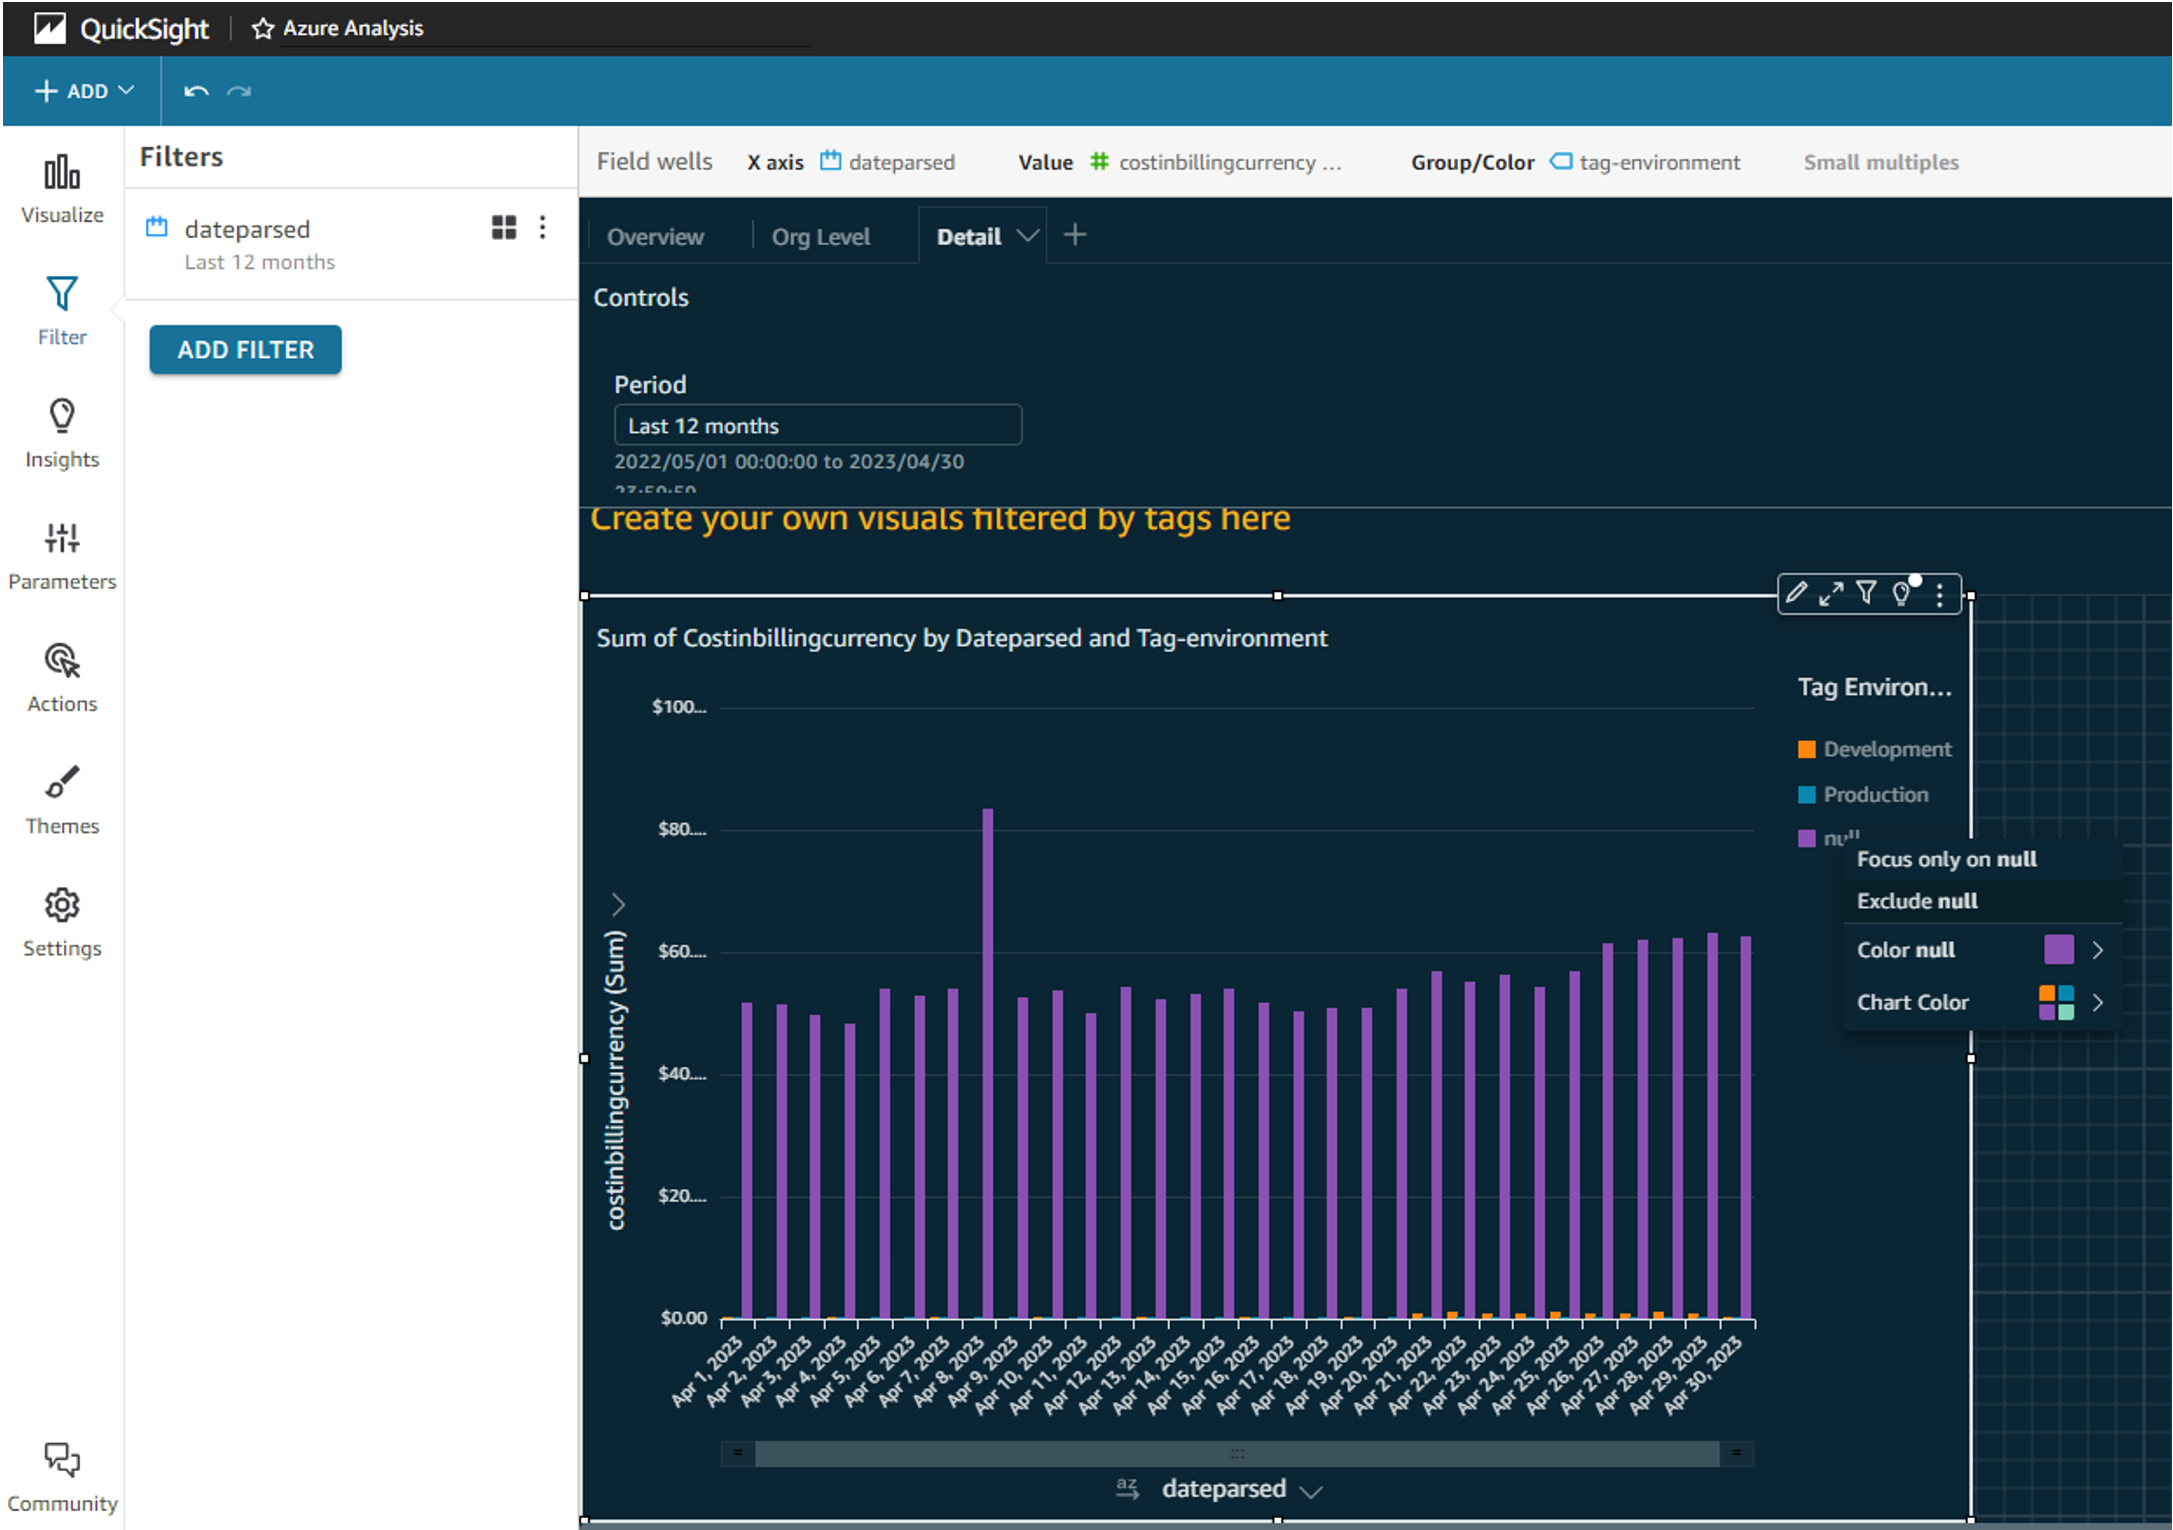 QuickSight
Azure Analysis
ADD
Visualize
Filter
Insights
Parameters
Actions
Themes
Settings
Community
Filters
dateparsed
Last 12 months
ADD FILTER
Field wells X axis dateparsed Value costinbillingcurrency ... Group/Color tag-environment Small multiples
Overview Org Level Detail
Controls
Period
Last 12 months
2022/05/01 00:00:00 to 2023/04/30
23:59:59
Create your own visuals filtered by tags here
Sum of Costinbillingcurrency by Dateparsed and Tag-environment
costinbillingcurrency (Sum)
$100...
$80....
$60....
$40....
$20....
$0.00
Apr 1, 2023
Apr 2, 2023
Apr 3, 2023
Apr 4, 2023
Apr 5, 2023
Apr 6, 2023
Apr 7, 2023
Apr 8, 2023
Apr 9, 2023
Apr 10, 2023
Apr 11, 2023
Apr 12, 2023
Apr 13, 2023
Apr 14, 2023
Apr 15, 2023
Apr 16, 2023
Apr 17, 2023
Apr 18, 2023
Apr 19, 2023
Apr 20, 2023
Apr 21, 2023
Apr 22, 2023
Apr 23, 2023
Apr 24, 2023
Apr 25, 2023
Apr 26, 2023
Apr 27, 2023
Apr 28, 2023
Apr 29, 2023
Apr 30, 2023
az
dateparsed
Tag Environ...
Development
Production
null
Focus only on null
Exclude null
Color null
Chart Color